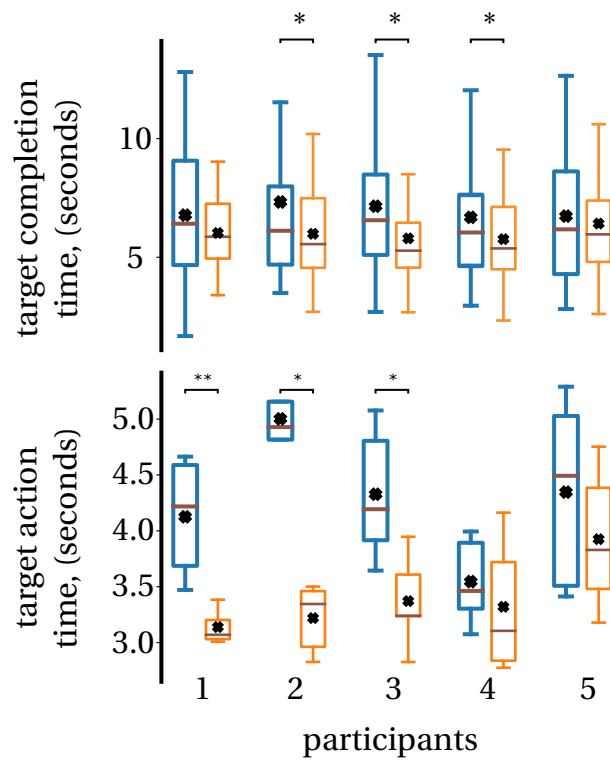 * * *
target completion
time, (seconds)
10
5
** * *
target action
time, (seconds)
5.0
4.5
4.0
3.5
3.0
1 2 3 4 5
participants